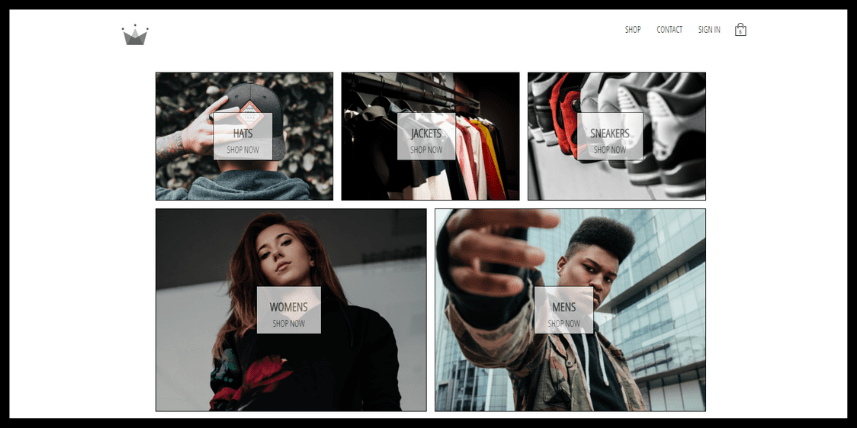 SHOP
CONTACT
SIGN IN
HATS
SHOP NOW
JACKETS
SHOP NOW
SNEAKERS
SHOP NOW
WOMENS
SHOP NOW
MENS
SHOP NOW